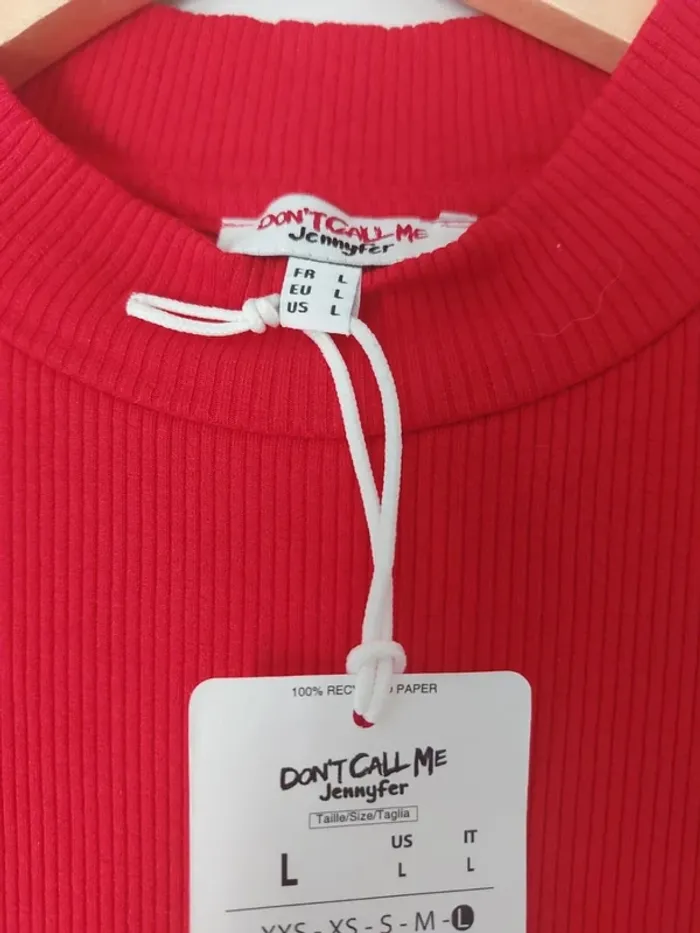 DON'T CALL ME
Jennyfer
FR L
EU L
US L
100% PAPER
DON'T CALL ME
Jennyfer
Taille/Size/Taglia
US IT
L L L
XXS - XS - S - M - L